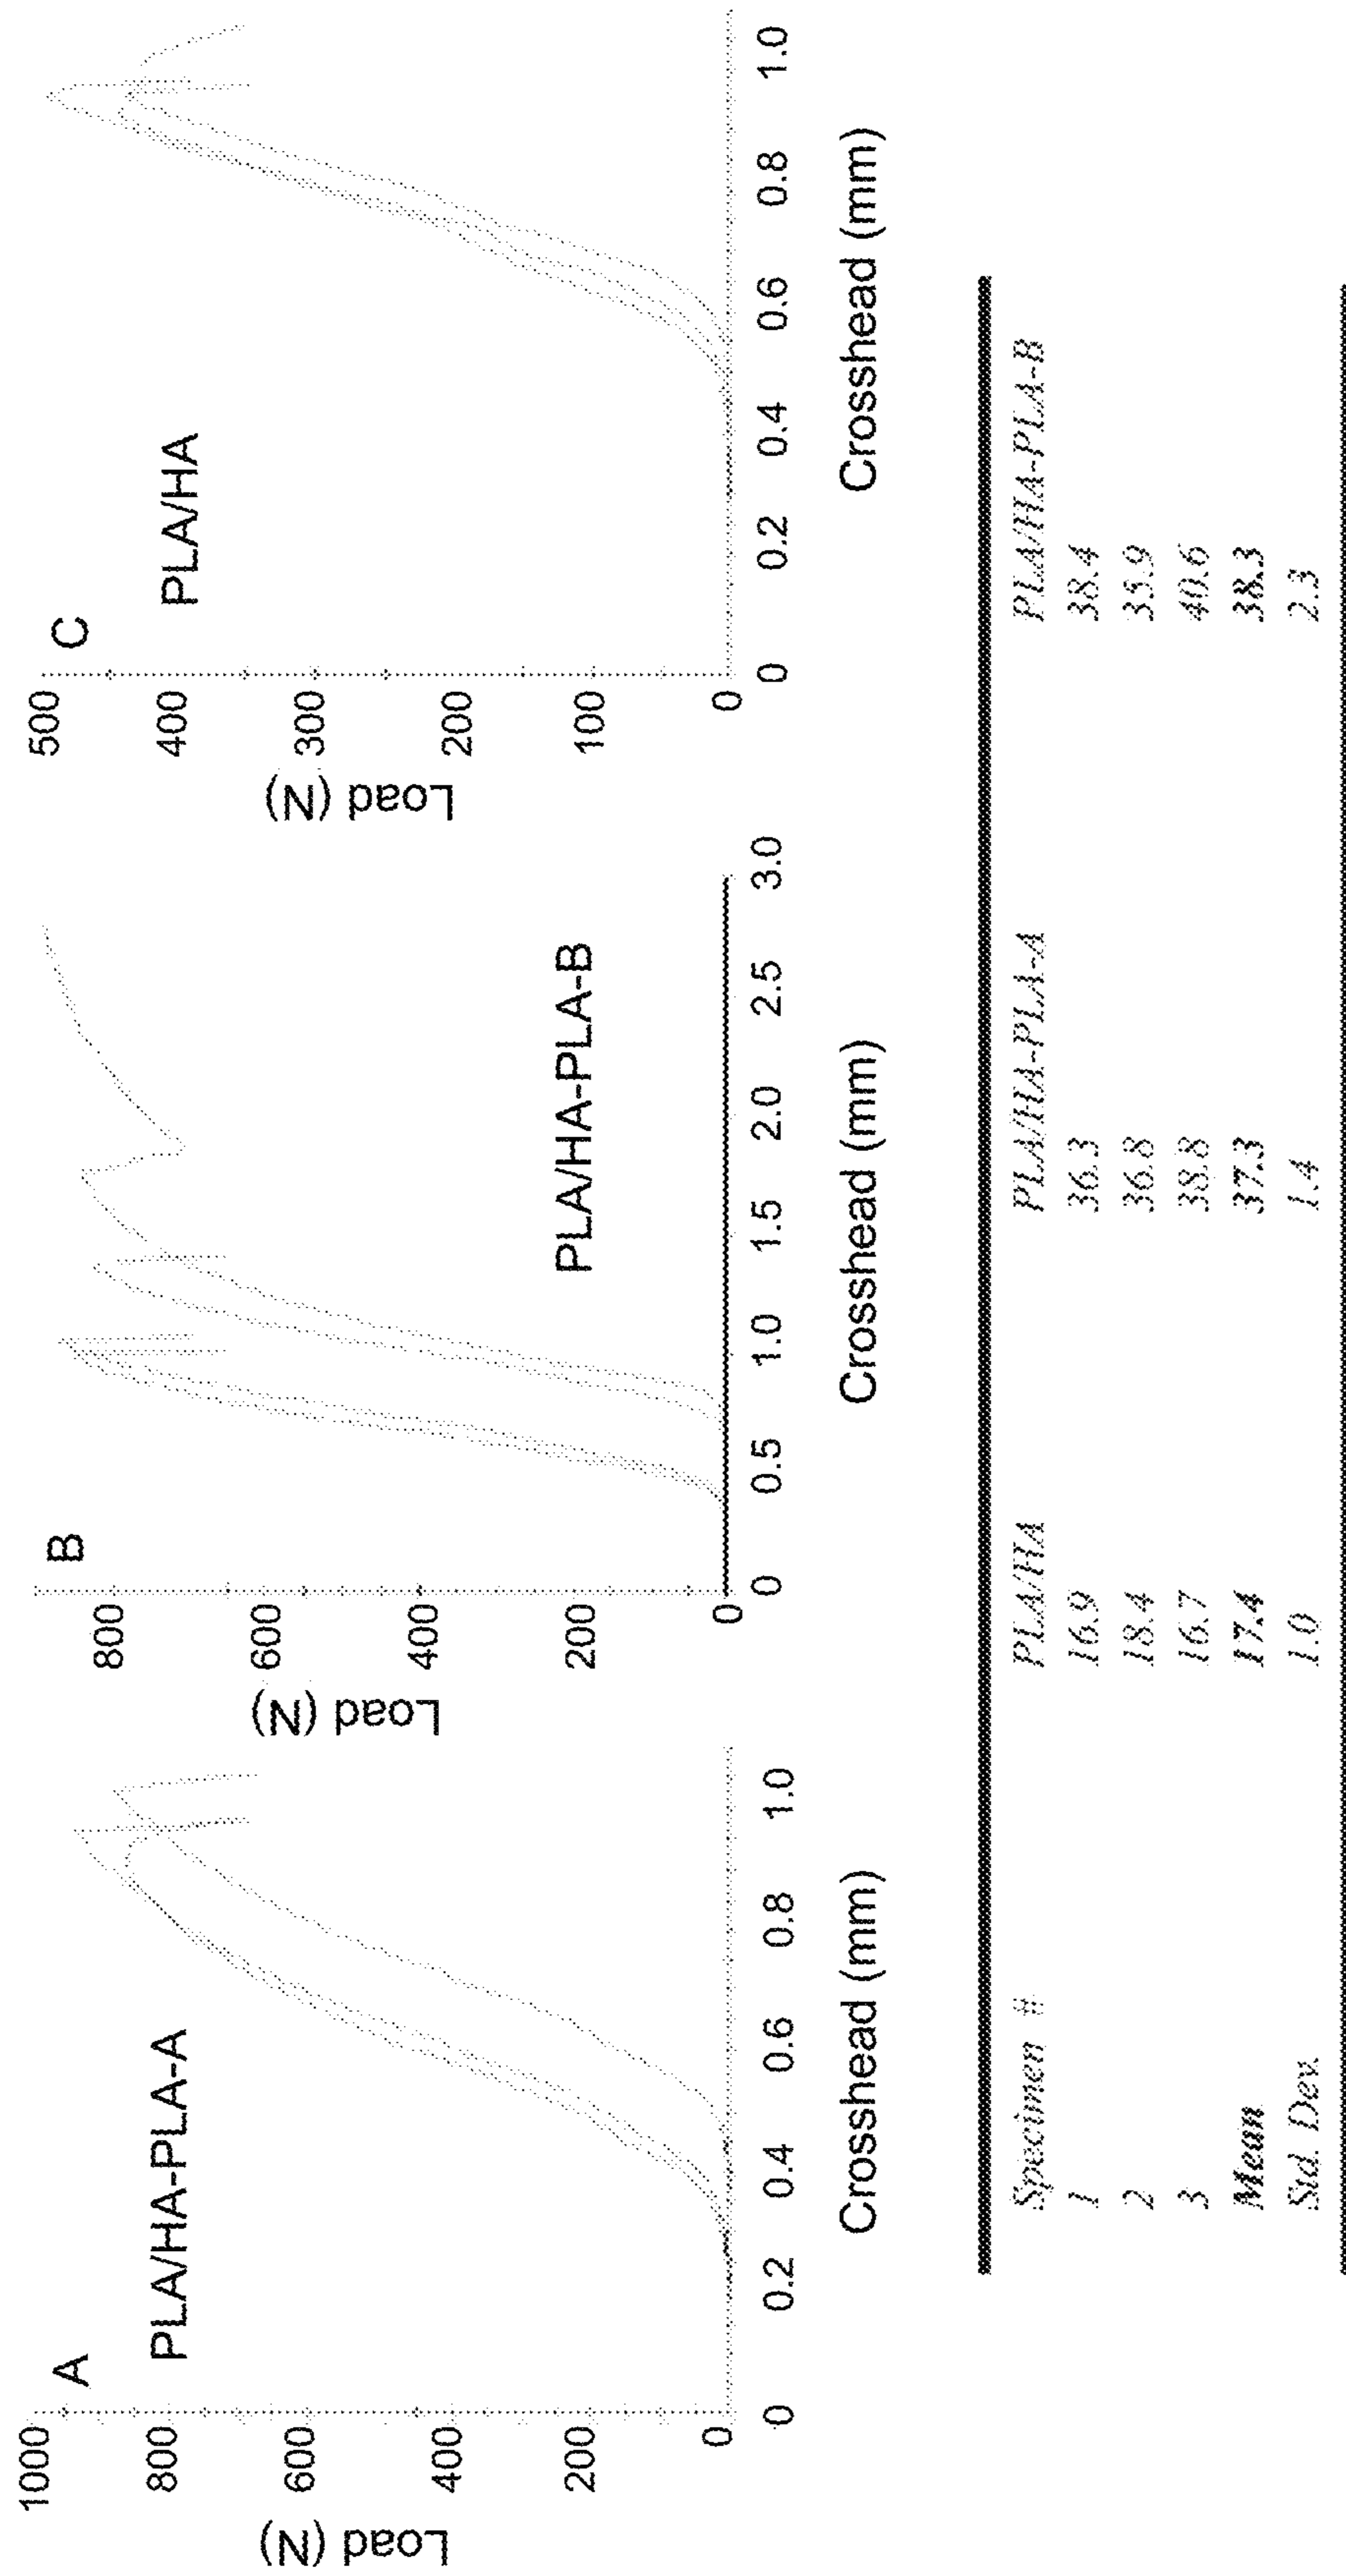 A
PLA/HA-PLA-A
1000
800
600
400
200
0
Load (N)
0 0.2 0.4 0.6 0.8 1.0
Crosshead (mm)
B
PLA/HA-PLA-B
800
600
400
200
0
Load (N)
0 0.5 1.0 1.5 2.0 2.5 3.0
Crosshead (mm)
C
PLA/HA
500
400
300
200
100
0
Load (N)
0 0.2 0.4 0.6 0.8 1.0
Crosshead (mm)
Specimen # PLA/HA PLA/HA-PLA-A PLA/HA-PLA-B
1 16.9 36.3 38.4
2 18.4 36.8 35.9
3 16.7 38.8 40.6
Mean 17.4 37.3 38.3
Std. Dev. 1.0 1.4 2.3